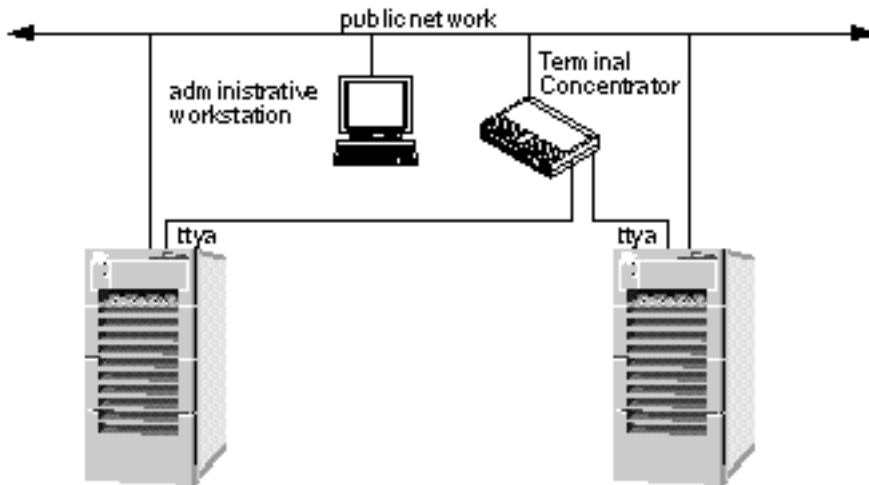 public network
administrative
workstation
Terminal
Concentrator
ttya
ttya